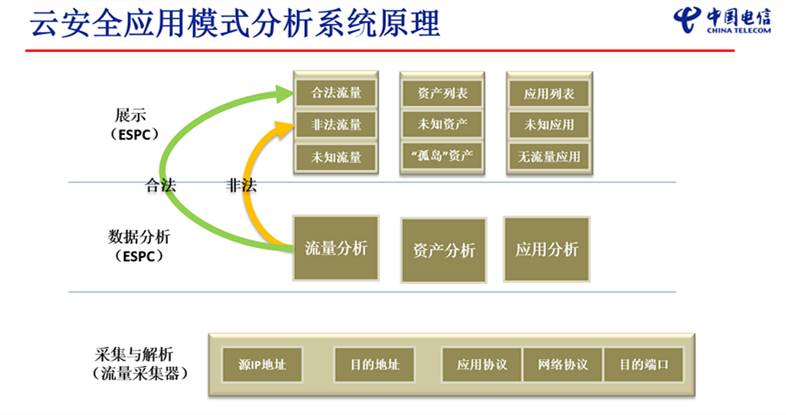 云安全应用模式分析系统原理
中国电信
CHINA TELECOM
展示
（ESPC）
合法流量
资产列表
应用列表
非法流量
未知资产
未知应用
未知流量
“孤岛”资产
无流量应用
合法
非法
数据分析
（ESPC）
流量分析
资产分析
应用分析
采集与解析
（流量采集器）
源IP地址
目的地址
应用协议
网络协议
目的端口